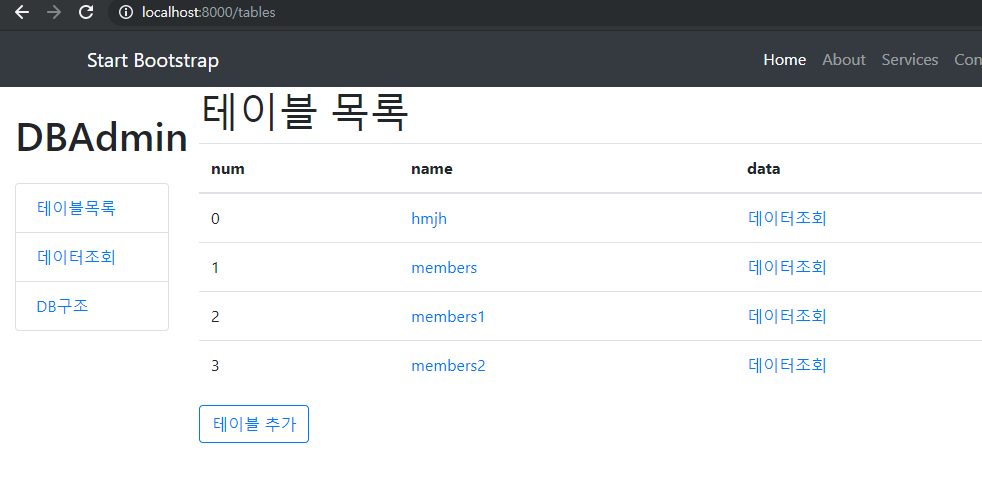 localhost:8000/tables
Start Bootstrap Home About Services Con
DBAdmin
테이블목록
데이터조회
DB구조
테이블 목록
num name data
0 hmjh 데이터조회
1 members 데이터조회
2 members1 데이터조회
3 members2 데이터조회
테이블 추가